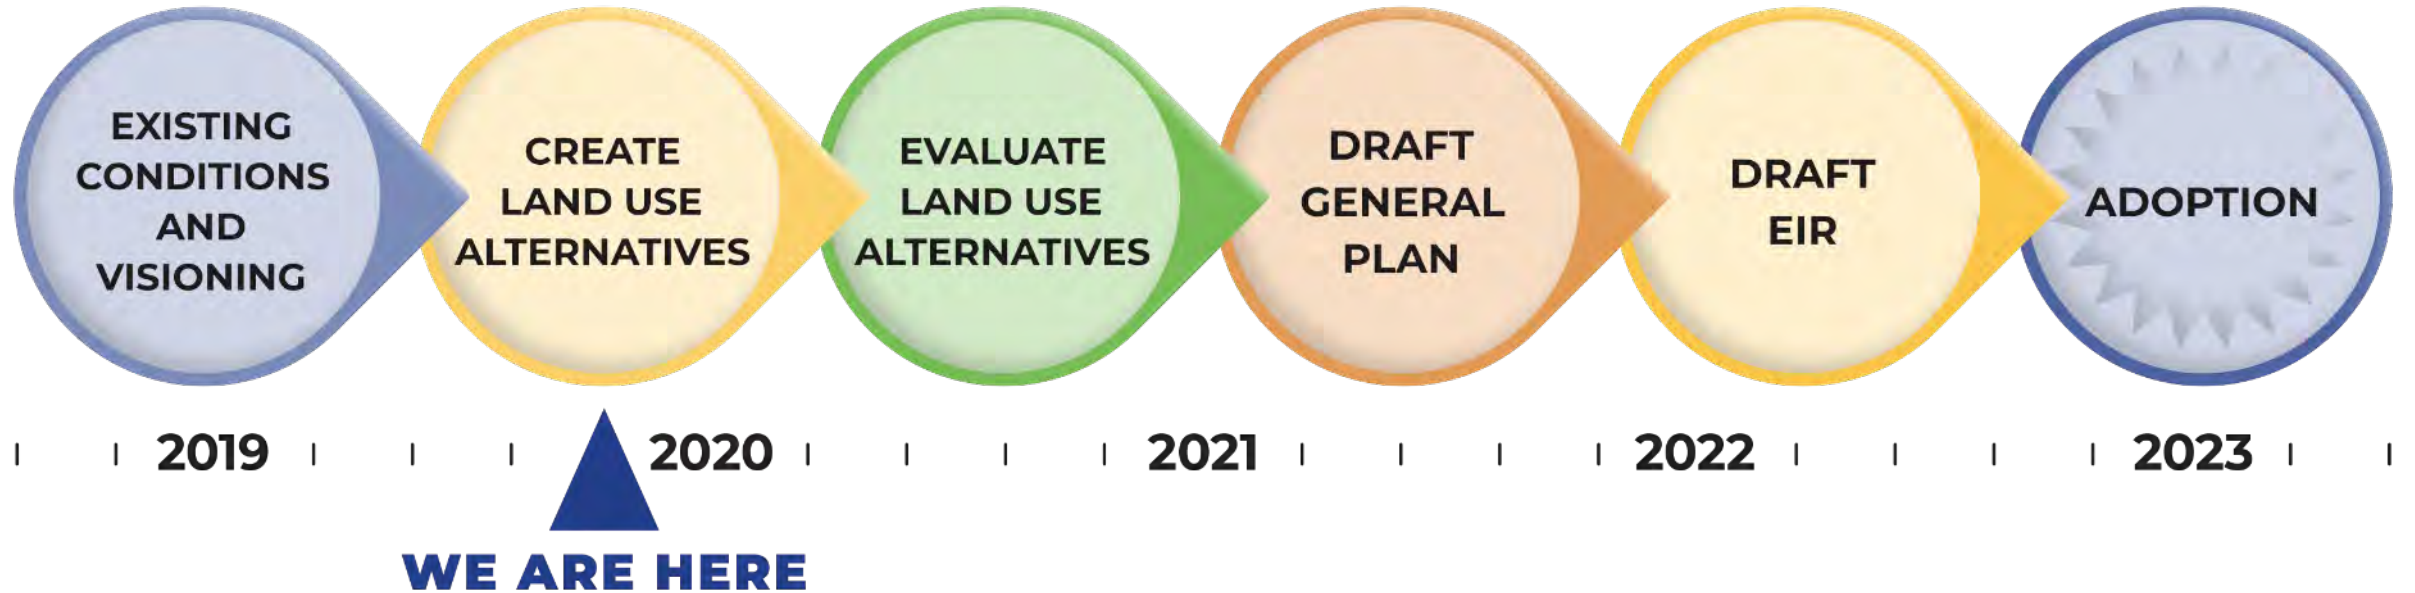 EXISTING
CONDITIONS
AND
VISIONING
CREATE
LAND USE
ALTERNATIVES
EVALUATE
LAND USE
ALTERNATIVES
DRAFT
GENERAL
PLAN
DRAFT
EIR
ADOPTION
2019 2020 2021 2022 2023
WE ARE HERE